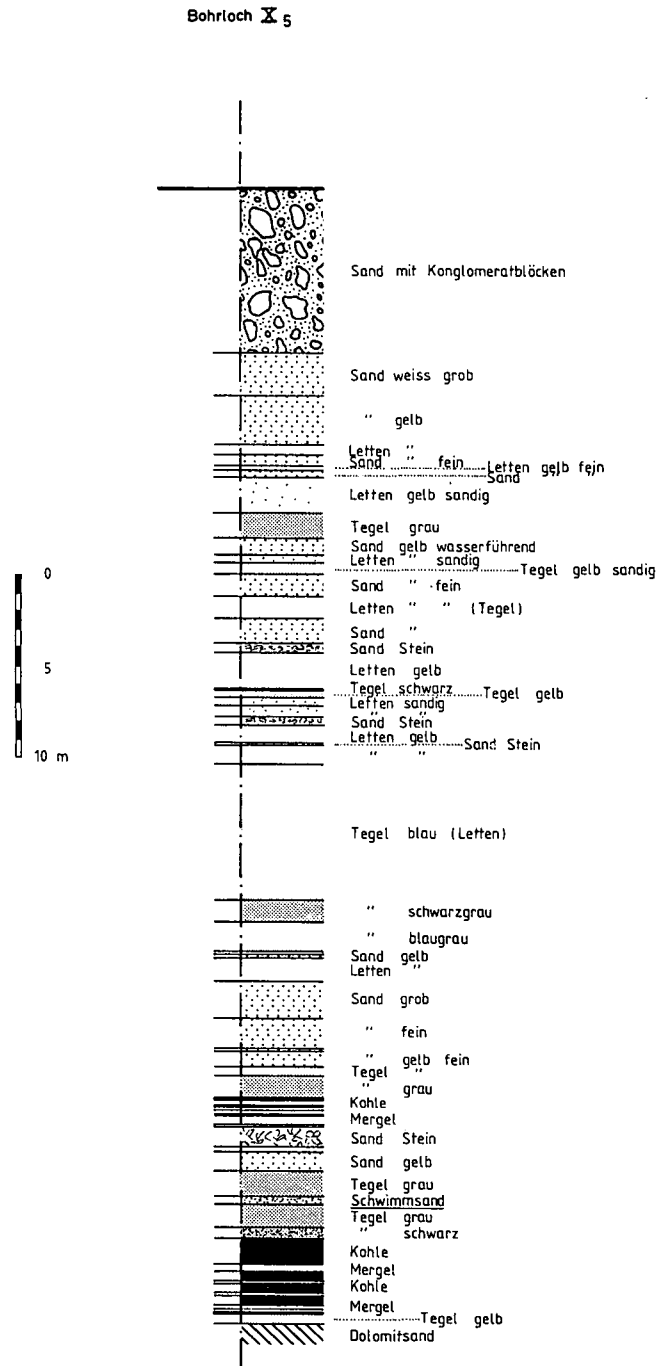 Bohrloch X 5
Sand mit Konglomeratblöcken
Sand weiss grob
" gelb
Letten "
Sand " fein Letten gelb fein
Sand "
Letten gelb sandig
Tegel grau
Sand gelb wasserführend
Letten " sandig
Tegel gelb sandig
0
Sand " fein
Letten " " (Tegel)
Sand "
Sand Stein
5
Letten gelb
Tegel schwarz Tegel gelb
Letten sandig
" "
Sand Stein
Letten gelb Sand Stein
" "
10 m
Tegel blau (Letten)
" schwarzgrau
" blaugrau
Sand gelb
Letten "
Sand grob
" fein
" gelb fein
Tegel "
" grau
Kohle
Mergel
Sand Stein
Sand gelb
Tegel grau
Schwimmsand
Tegel grau
" schwarz
Kohle
Mergel
Kohle
Mergel
Tegel gelb
Dolomitsand